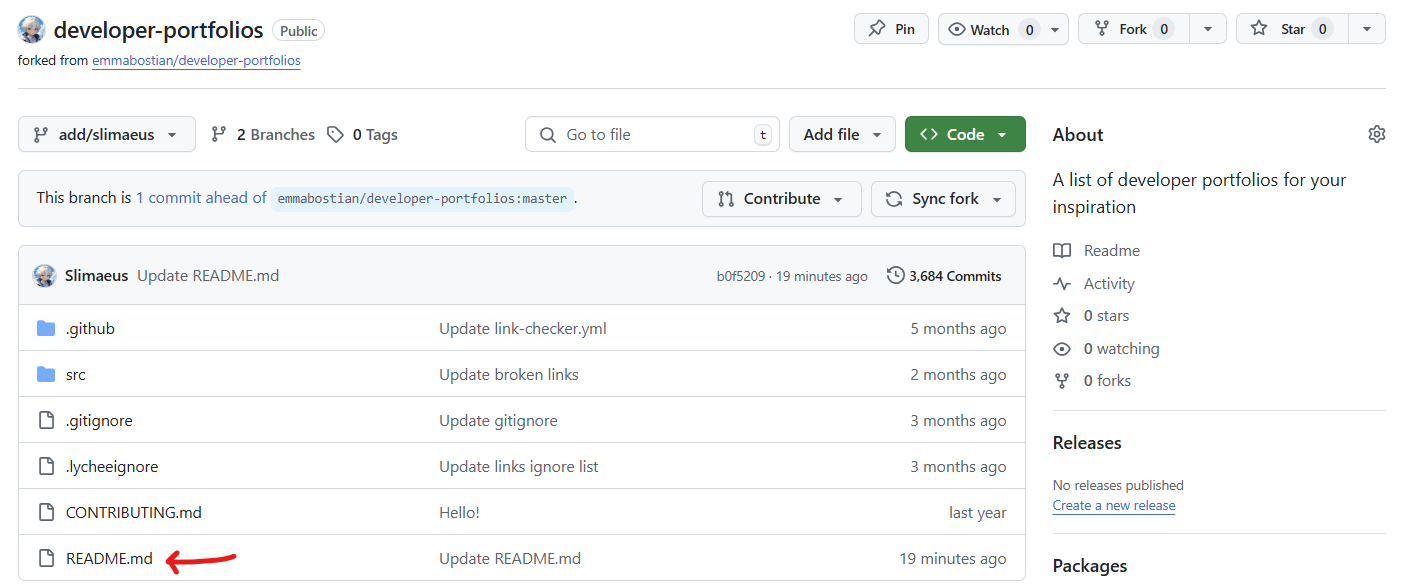 developer-portfolios Public
Pin
Watch 0
Fork 0
Star 0
forked from emmabostian/developer-portfolios
add/slimaeus
2 Branches
0 Tags
Go to file t
Add file
Code
This branch is 1 commit ahead of emmabostian/developer-portfolios:master .
Contribute
Sync fork
Slimaeus Update README.md b0f5209 · 19 minutes ago 3,684 Commits
.github Update link-checker.yml 5 months ago
src Update broken links 2 months ago
.gitignore Update gitignore 3 months ago
.lycheeignore Update links ignore list 3 months ago
CONTRIBUTING.md Hello! last year
README.md Update README.md 19 minutes ago
About
A list of developer portfolios for your
inspiration
Readme
Activity
0 stars
0 watching
0 forks
Releases
No releases published
Create a new release
Packages